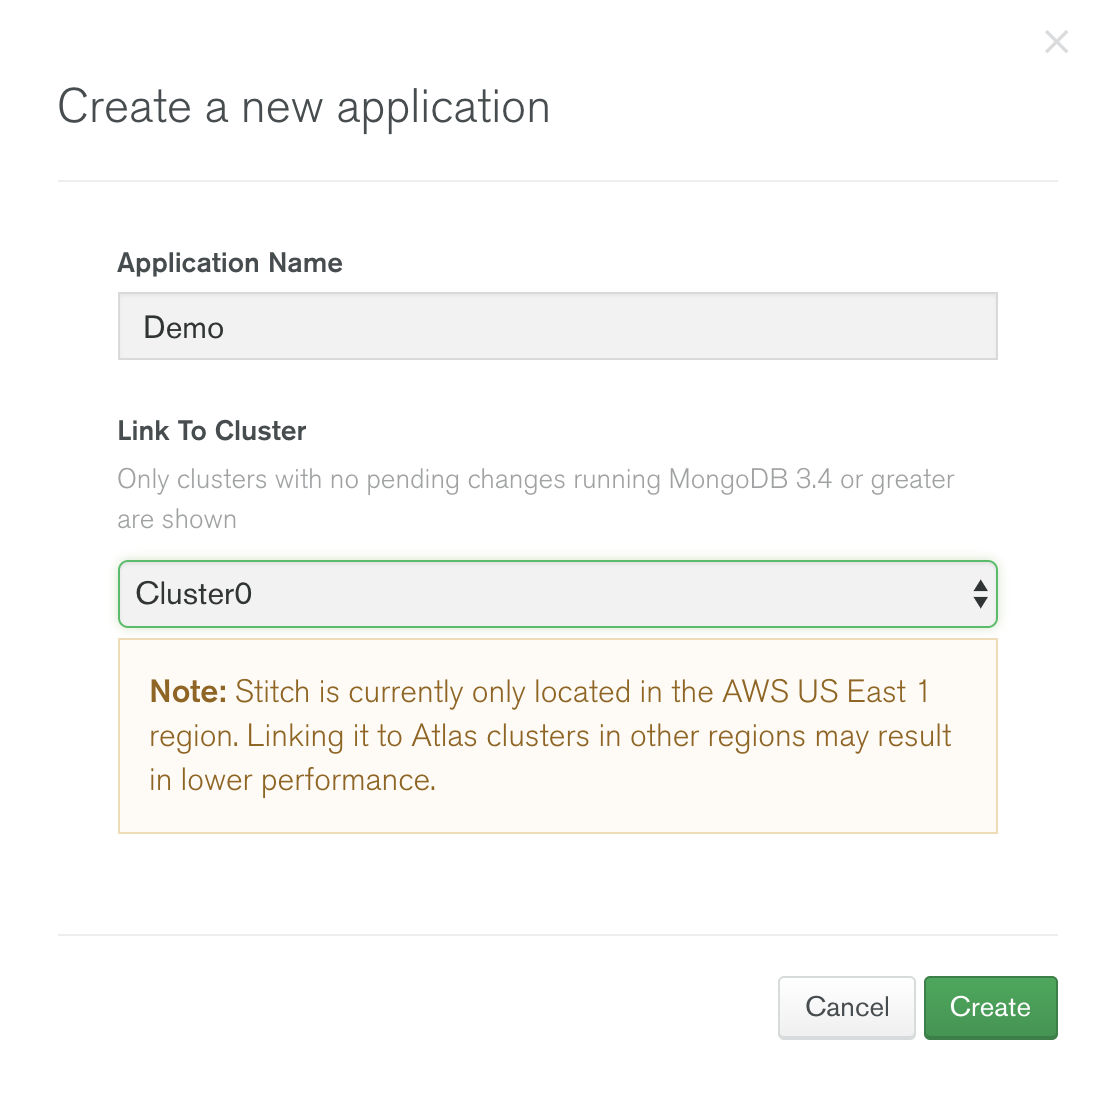 Create a new application
Application Name
Demo
Link To Cluster
Only clusters with no pending changes running MongoDB 3.4 or greater
are shown
Cluster0
Note: Stitch is currently only located in the AWS US East 1
region. Linking it to Atlas clusters in other regions may result
in lower performance.
Cancel
Create